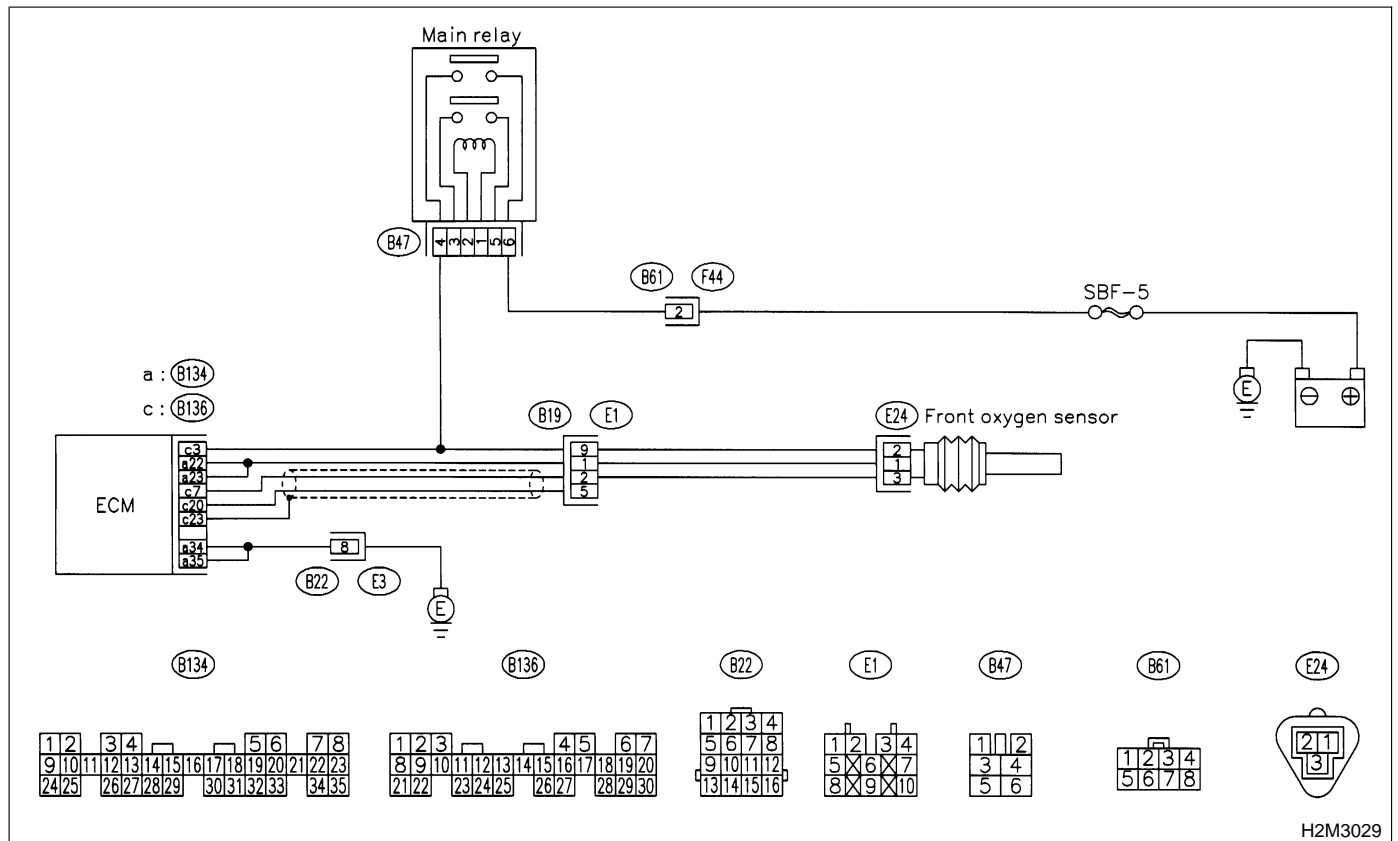 Main relay
B47
4 3 2 1 5 6
B61 F44
2
SBF-5
E
⊖ ⊕
a : B134
c : B136
B19 E1
E24 Front oxygen sensor
ECM
c3
a22
a23
c7
c20
c23
a34
a35
9
1
2
5
2
1
3
8
B22 E3
E
B134
1 2 3 4 5 6 7 8
9 10 11 12 13 14 15 16 17 18 19 20 21 22 23
24 25 26 27 28 29 30 31 32 33 34 35
B136
1 2 3 4 5 6 7
8 9 10 11 12 13 14 15 16 17 18 19 20
21 22 23 24 25 26 27 28 29 30
B22
1 2 3 4
5 6 7 8
9 10 11 12
13 14 15 16
E1
1 2 3 4
5 6 7
8 9 10
B47
1 2
3 4
5 6
B61
1 2 3 4
5 6 7 8
E24
2 1
3
H2M3029